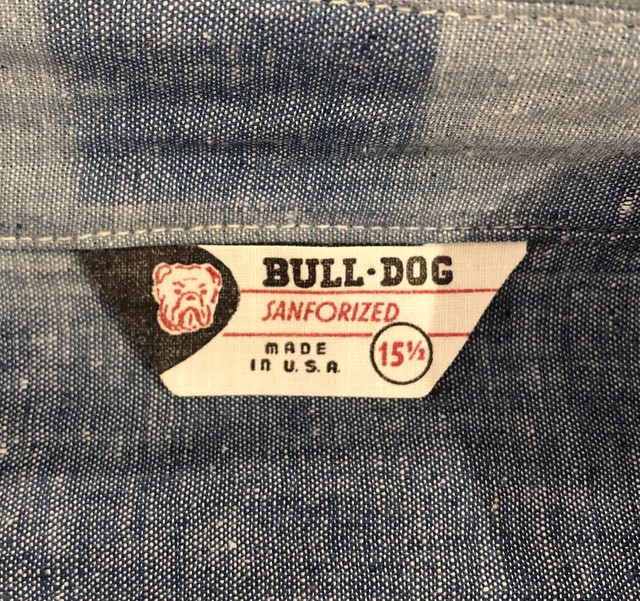 BULL-DOG
SANFORIZED
MADE
IN U.S.A.
15½